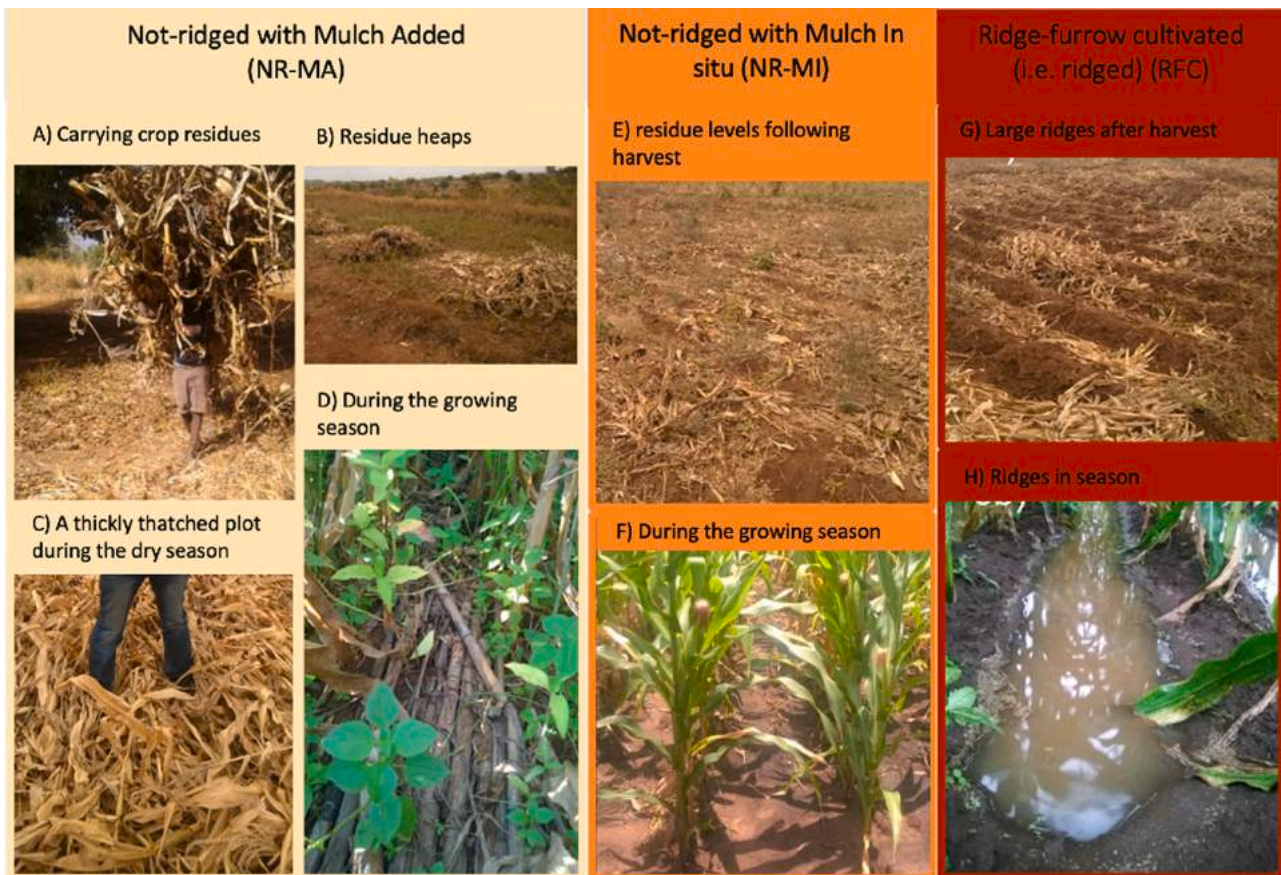 Not-ridged with Mulch Added
(NR-MA)
A) Carrying crop residues
B) Residue heaps
C) A thickly thatched plot
during the dry season
D) During the growing
season
Not-ridged with Mulch In
situ (NR-MI)
E) residue levels following
harvest
F) During the growing season
Ridge-furrow cultivated
(i.e. ridged) (RFC)
G) Large ridges after harvest
H) Ridges in season